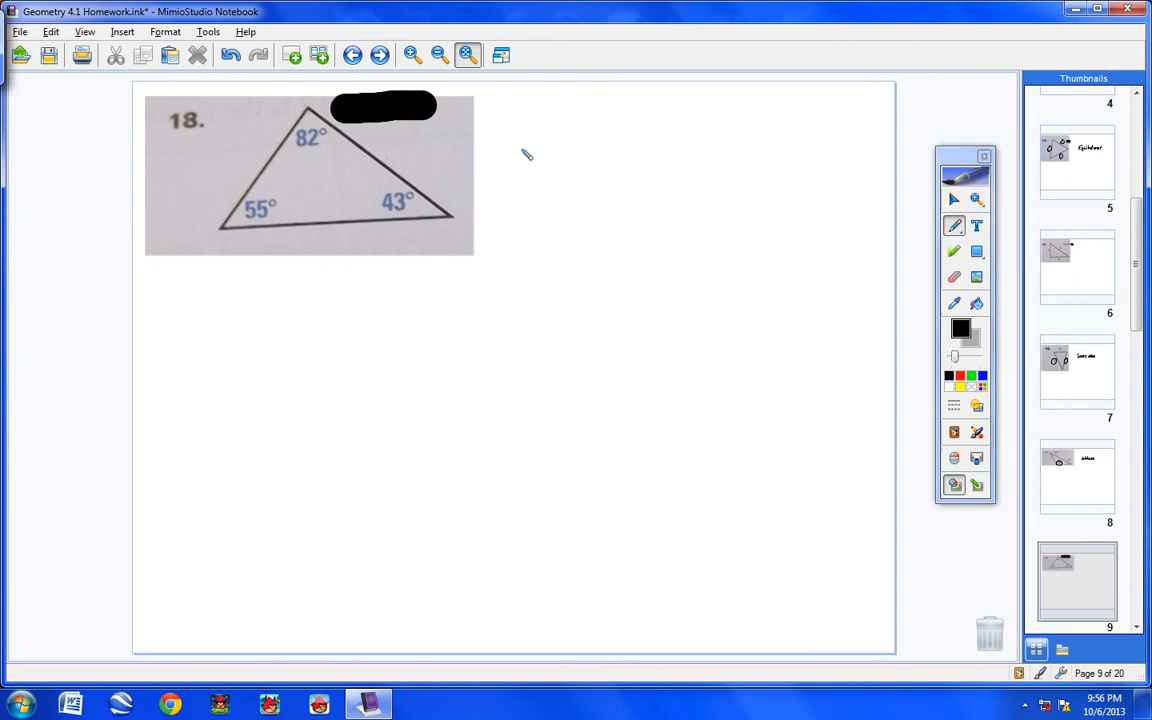 Geometry 4.1 Homework.ink* - MimioStudio Notebook
File Edit View Insert Format Tools Help
Thumbnails
18.
82°
55°
43°
4
Equilateral
5
6
7
8
9
Page 9 of 20
9:56 PM
10/6/2013